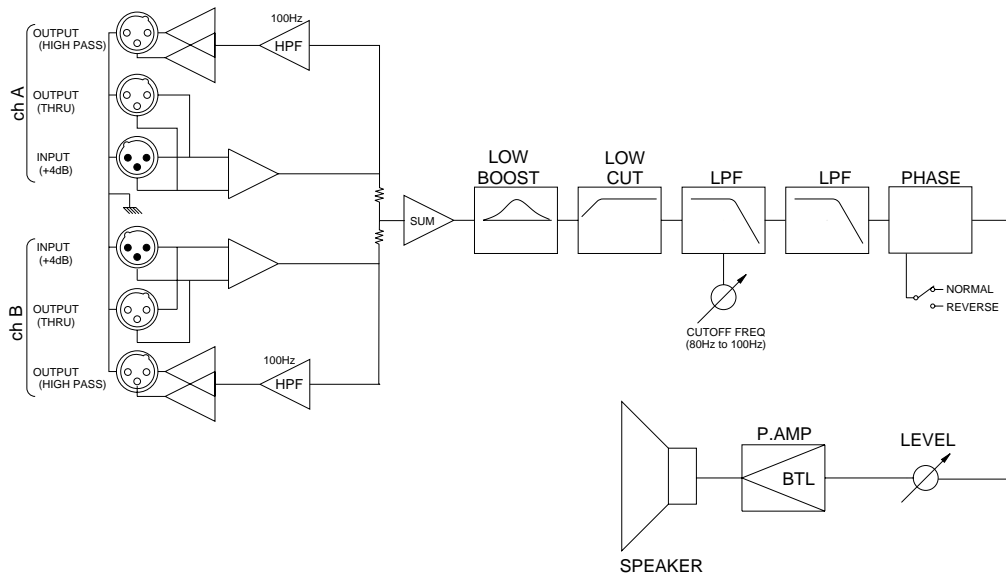 ch A
OUTPUT
(HIGH PASS)
100Hz
HPF
OUTPUT
(THRU)
INPUT
(+4dB)
ch B
INPUT
(+4dB)
OUTPUT
(THRU)
OUTPUT
(HIGH PASS)
100Hz
HPF
SUM
LOW
BOOST
LOW
CUT
LPF
LPF
PHASE
CUTOFF FREQ
(80Hz to 100Hz)
NORMAL
REVERSE
SPEAKER
P.AMP
BTL
LEVEL